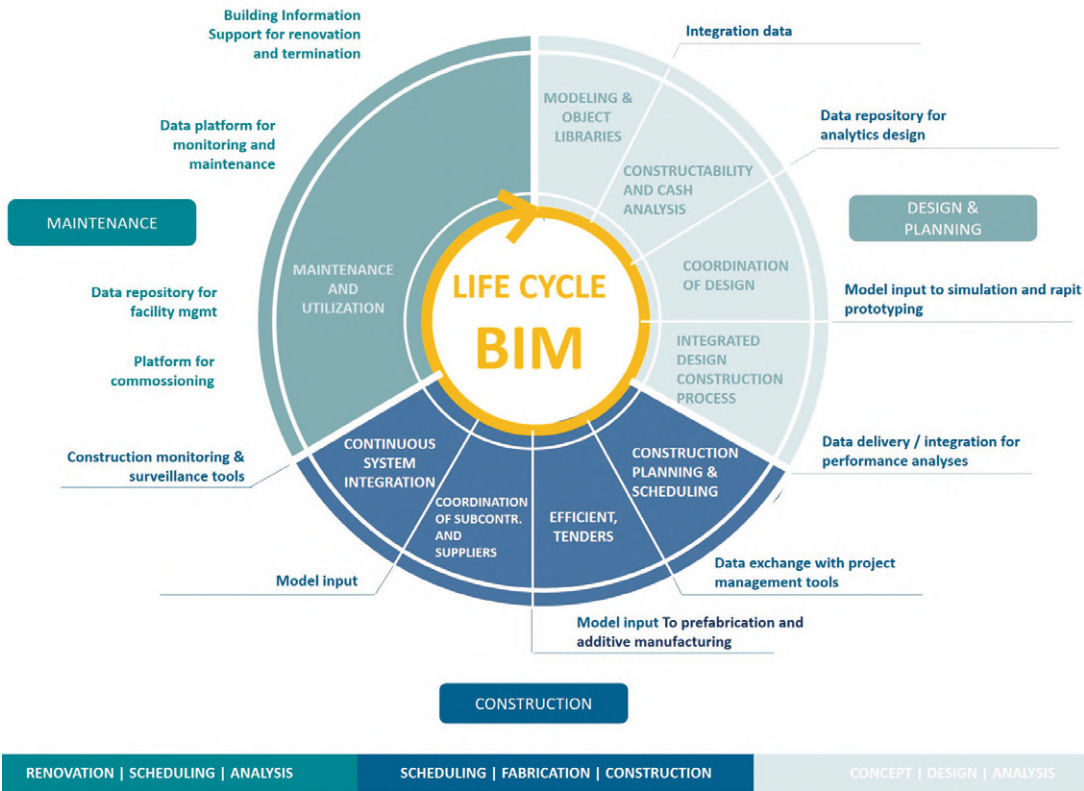 Building Information
Support for renovation
and termination
Integration data
MODELING &
OBJECT
LIBRARIES
Data repository for
analytics design
Data platform for
monitoring and
maintenance
CONSTRUCTABILITY
AND CASH
ANALYSIS
MAINTENANCE
DESIGN &
PLANNING
MAINTENANCE
AND
UTILIZATION
LIFE CYCLE
BIM
COORDINATION
OF DESIGN
Data repository for
facility mgmt
Model input to simulation and rapit
prototyping
INTEGRATED
DESIGN
CONSTRUCTION
PROCESS
Platform for
commossioning
Construction monitoring &
surveillance tools
CONTINUOUS
SYSTEM
INTEGRATION
CONSTRUCTION
PLANNING &
SCHEDULING
Data delivery / integration for
performance analyses
COORDINATION
OF SUBCONTR.
AND
SUPPLIERS
EFFICIENT,
TENDERS
Model input
Data exchange with project
management tools
Model input To prefabrication and
additive manufacturing
CONSTRUCTION
RENOVATION | SCHEDULING | ANALYSIS
SCHEDULING | FABRICATION | CONSTRUCTION
CONCEPT | DESIGN | ANALYSIS